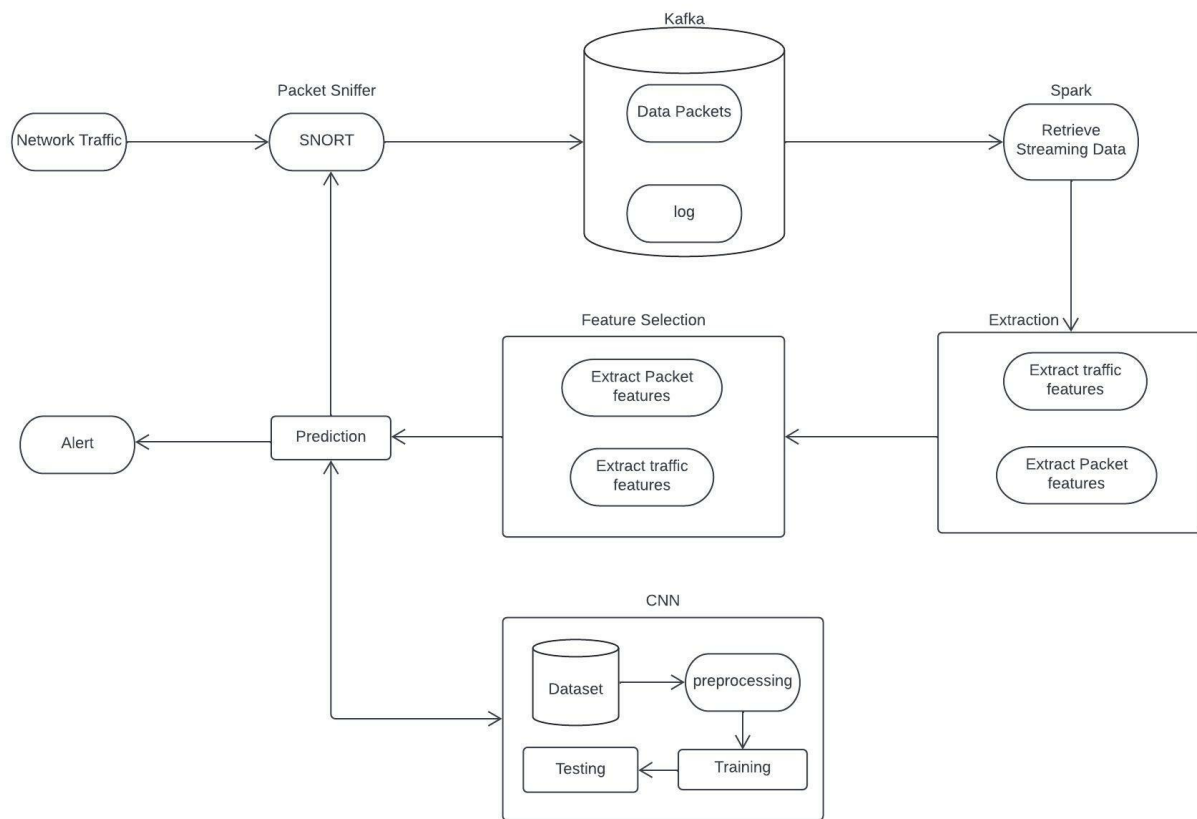 Kafka
Packet Sniffer
Spark
Network Traffic
SNORT
Data Packets
log
Retrieve
Streaming Data
Feature Selection
Extraction
Extract Packet
features
Extract traffic
features
Extract traffic
features
Extract Packet
features
Alert
Prediction
CNN
Dataset
preprocessing
Testing
Training